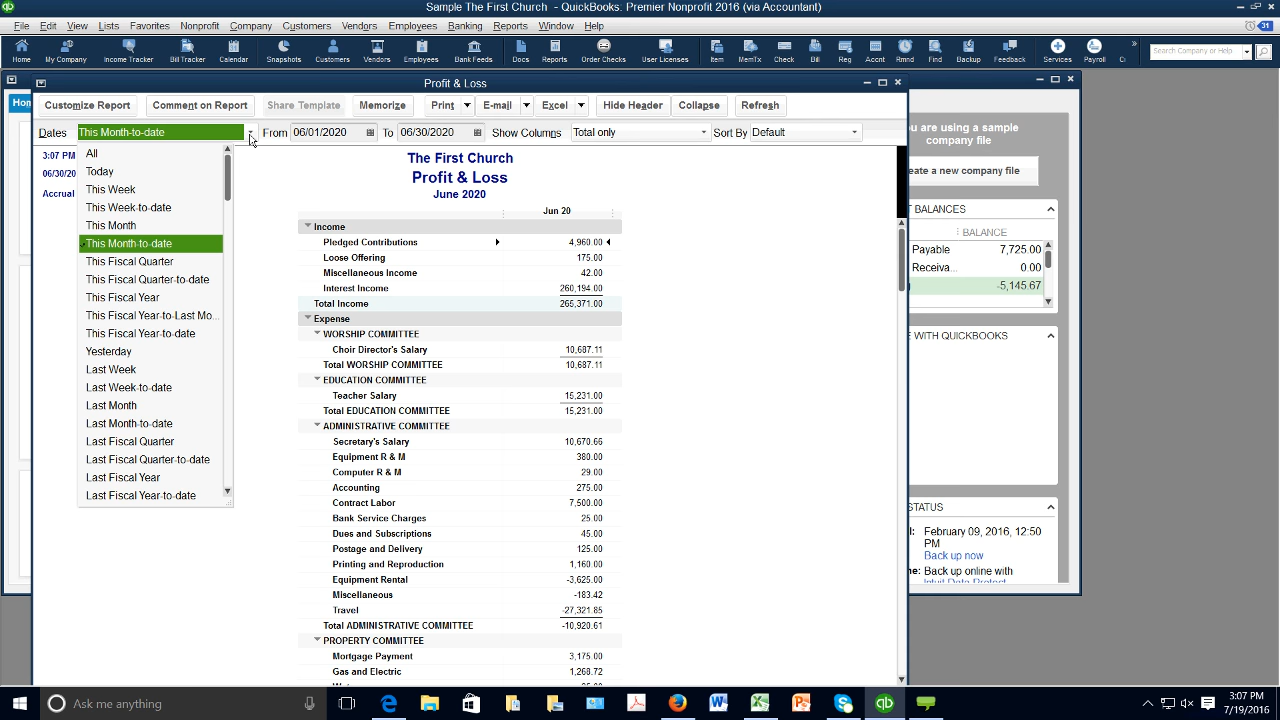 Sample The First Church - QuickBooks: Premier Nonprofit 2016 (via Accountant)
File Edit View Lists Favorites Nonprofit Company Customers Vendors Employees Banking Reports Window Help
31
Home My Company Income Tracker Bill Tracker Calendar Snapshots Customers Vendors Employees Bank Feeds Docs Reports Order Checks User Licenses Item MemTx Check Bill Reg Accnt Rmnd Find Backup Feedback Services Payroll
Search Company or Help
Profit & Loss
Customize Report Comment on Report Share Template Memorize Print E-mail Excel Hide Header Collapse Refresh
Dates This Month-to-date From 06/01/2020 To 06/30/2020 Show Columns Total only Sort By Default
3:07 PM
06/30/20
Accrual
All
Today
This Week
This Week-to-date
This Month
This Month-to-date
This Fiscal Quarter
This Fiscal Quarter-to-date
This Fiscal Year
This Fiscal Year-to-Last Mo...
This Fiscal Year-to-date
Yesterday
Last Week
Last Week-to-date
Last Month
Last Month-to-date
Last Fiscal Quarter
Last Fiscal Quarter-to-date
Last Fiscal Year
Last Fiscal Year-to-date
The First Church
Profit & Loss
June 2020
Jun 20
Income
Pledged Contributions 4,960.00
Loose Offering 175.00
Miscellaneous Income 42.00
Interest Income 260,194.00
Total Income 265,371.00
Expense
WORSHIP COMMITTEE
Choir Director's Salary 10,687.11
Total WORSHIP COMMITTEE 10,687.11
EDUCATION COMMITTEE
Teacher Salary 15,231.00
Total EDUCATION COMMITTEE 15,231.00
ADMINISTRATIVE COMMITTEE
Secretary's Salary 10,670.66
Equipment R & M 380.00
Computer R & M 29.00
Accounting 275.00
Contract Labor 7,500.00
Bank Service Charges 25.00
Dues and Subscriptions 45.00
Postage and Delivery 125.00
Printing and Reproduction 1,160.00
Equipment Rental -3,625.00
Miscellaneous -183.42
Travel -27,321.85
Total ADMINISTRATIVE COMMITTEE -10,920.61
PROPERTY COMMITTEE
Mortgage Payment 3,175.00
Gas and Electric 1,268.72
ou are using a sample
company file
eate a new company file
BALANCES
BALANCE
Payable 7,725.00
Receiva... 0.00
-5,145.67
WITH QUICKBOOKS
STATUS
February 09, 2016, 12:50
PM
Back up now
Back up online with
Intuit Data Protect
Ask me anything
3:07 PM
7/19/2016